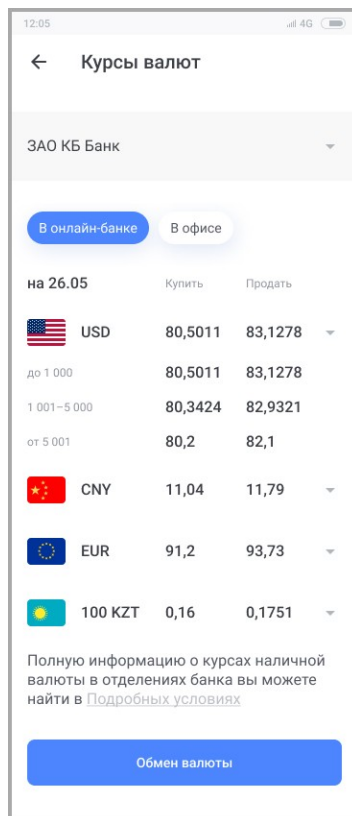 12:05 4G
Курсы валют
ЗАО КБ Банк
В онлайн-банке В офисе
на 26.05 Купить Продать
USD 80,5011 83,1278
до 1 000 80,5011 83,1278
1 001–5 000 80,3424 82,9321
от 5 001 80,2 82,1
CNY 11,04 11,79
EUR 91,2 93,73
100 KZT 0,16 0,1751
Полную информацию о курсах наличной
валюты в отделениях банка вы можете
найти в Подробных условиях
Обмен валюты